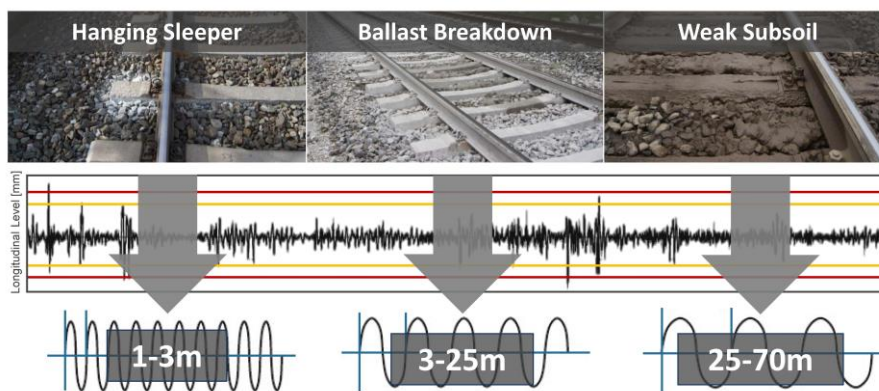 Hanging Sleeper
Ballast Breakdown
Weak Subsoil
Longitudinal Level [mm]
1-3m
3-25m
25-70m